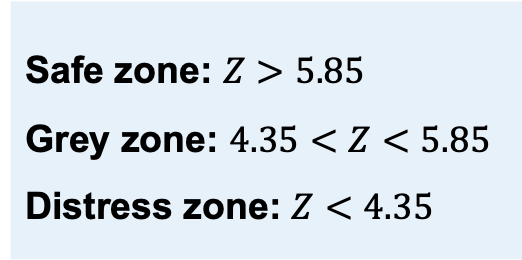 Safe zone: Z > 5.85
Grey zone: 4.35 < Z < 5.85
Distress zone: Z < 4.35